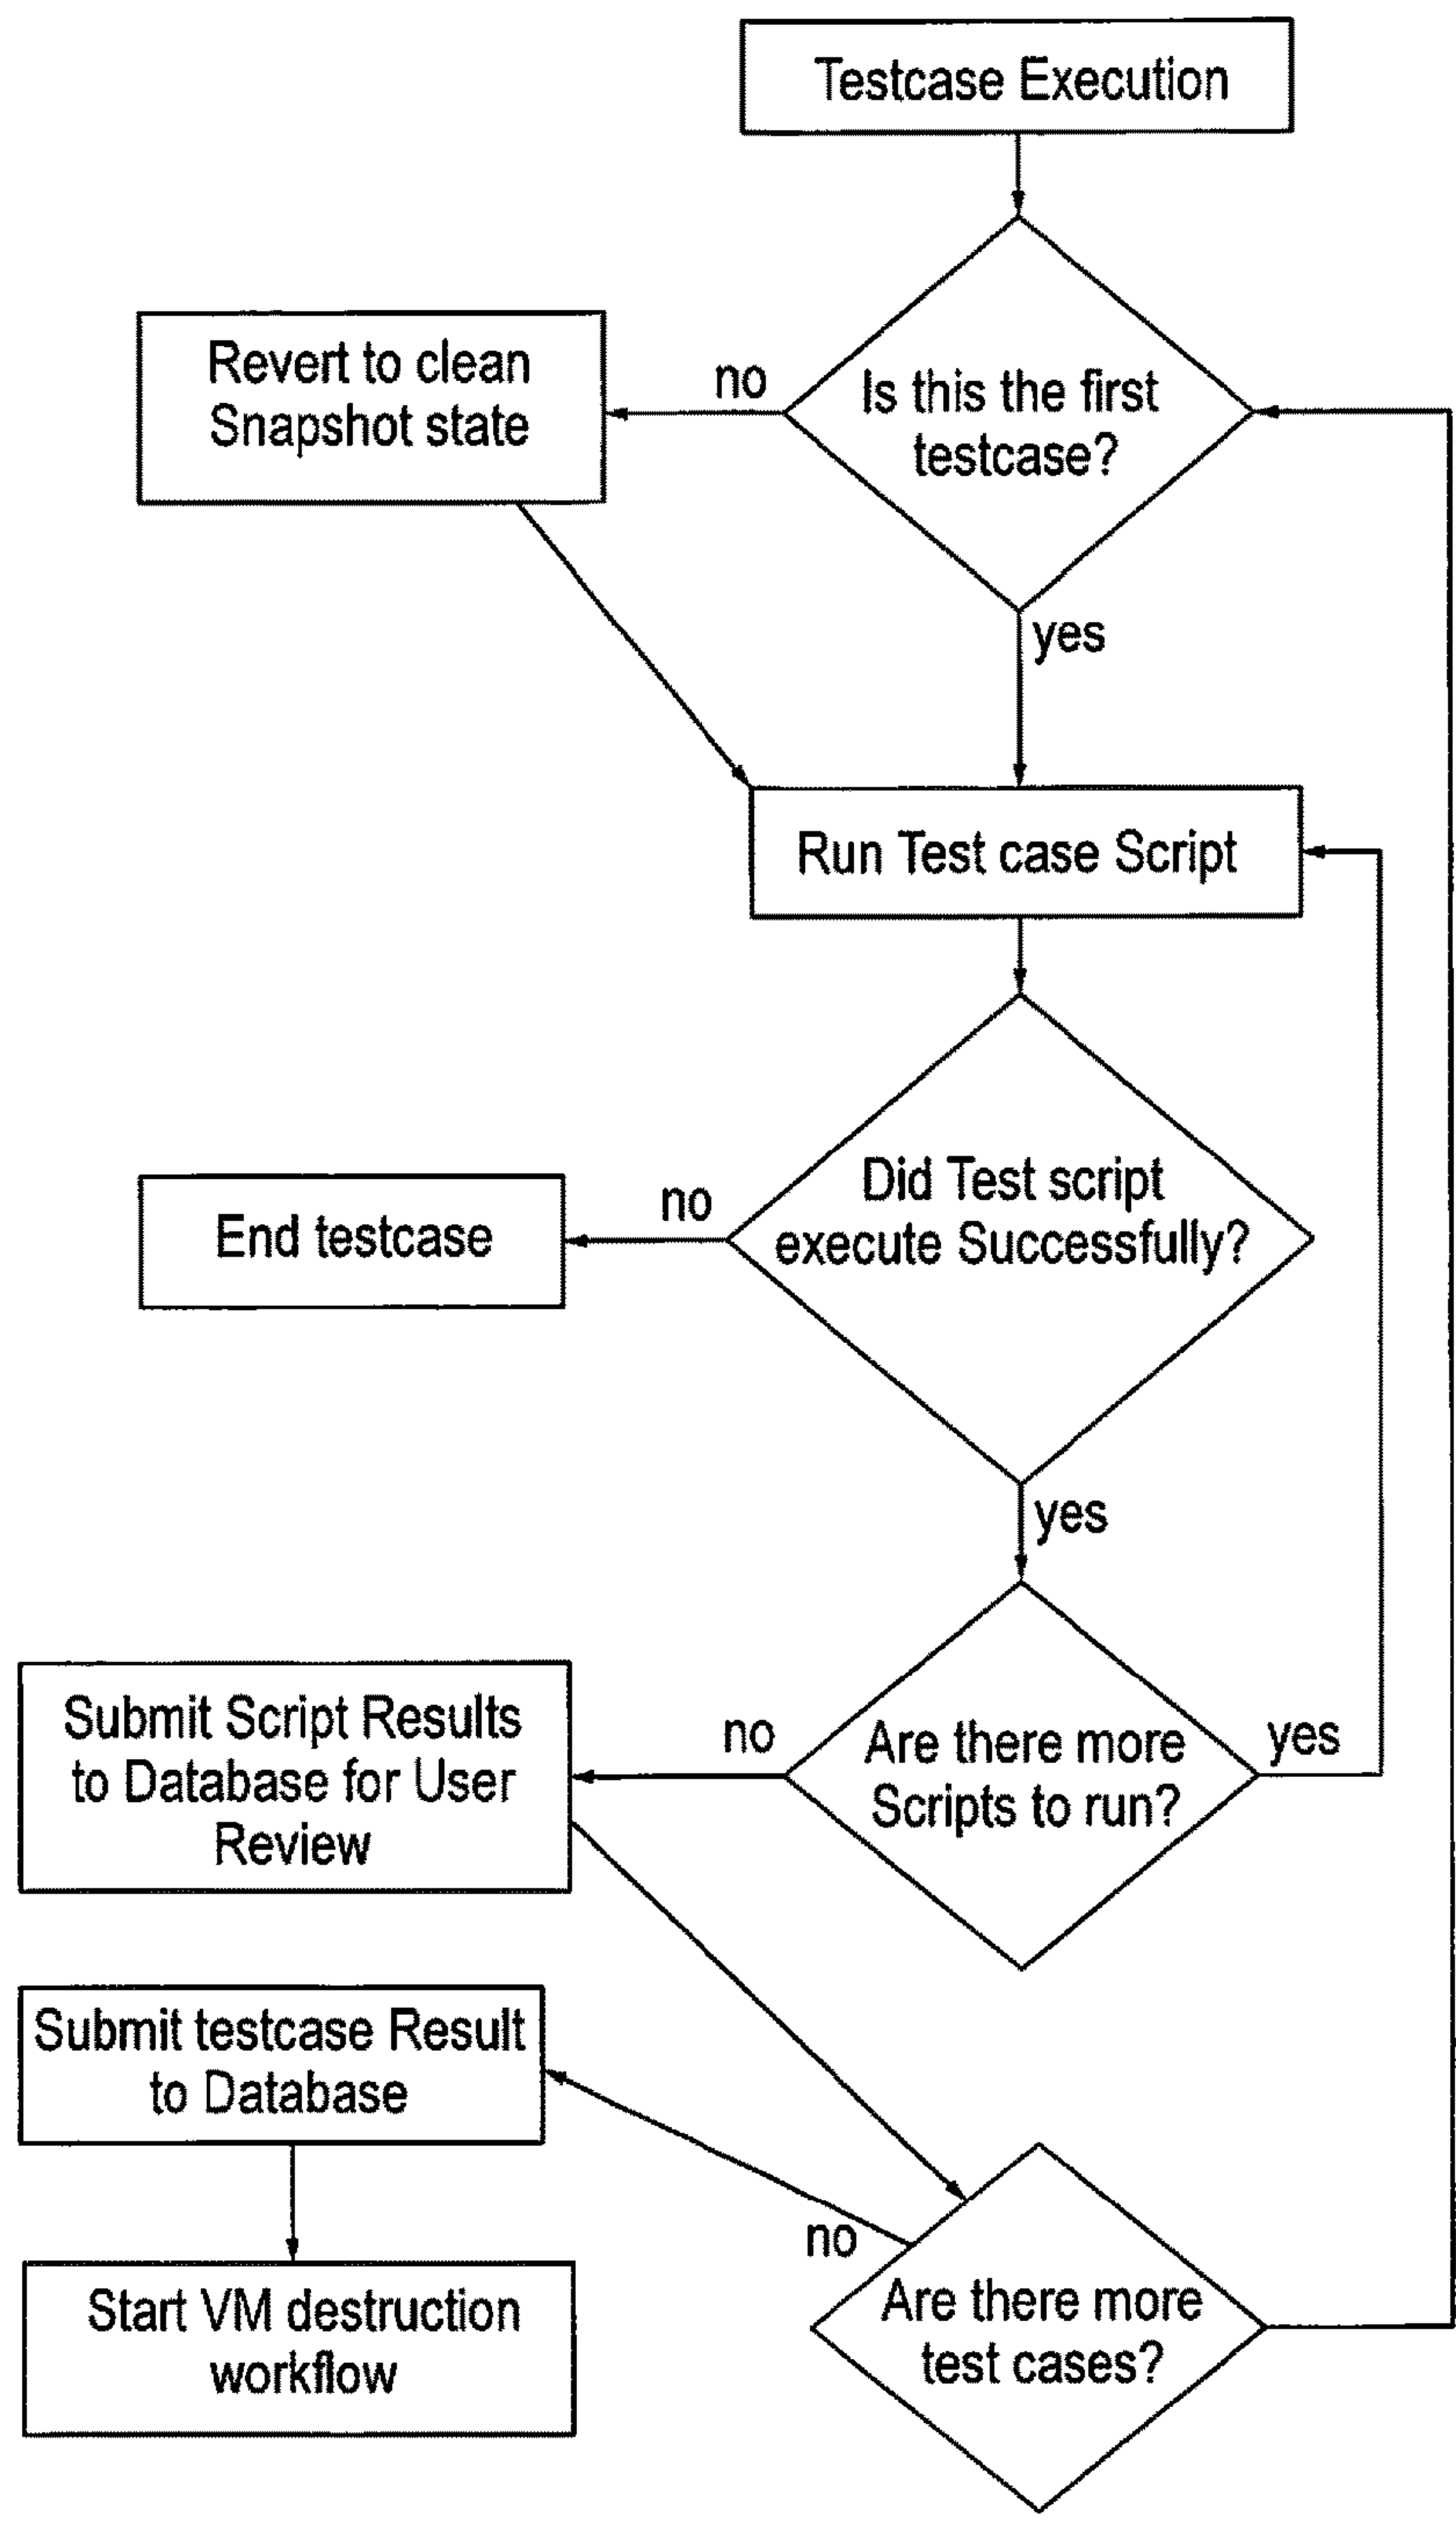 Testcase Execution
Is this the first
testcase?
no
Revert to clean
Snapshot state
yes
Run Test case Script
Did Test script
execute Successfully?
no
End testcase
yes
Are there more
Scripts to run?
yes
no
Submit Script Results
to Database for User
Review
Are there more
test cases?
no
Submit testcase Result
to Database
Start VM destruction
workflow